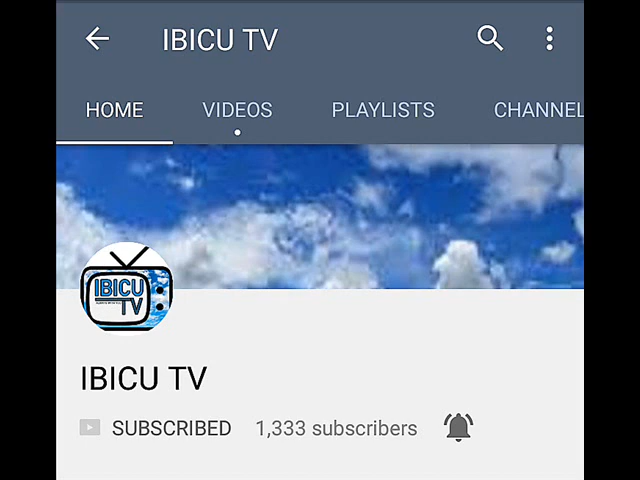 IBICU TV
HOME VIDEOS PLAYLISTS CHANNEL
IBICU
TV
IBICU TV
SUBSCRIBED 1,333 subscribers